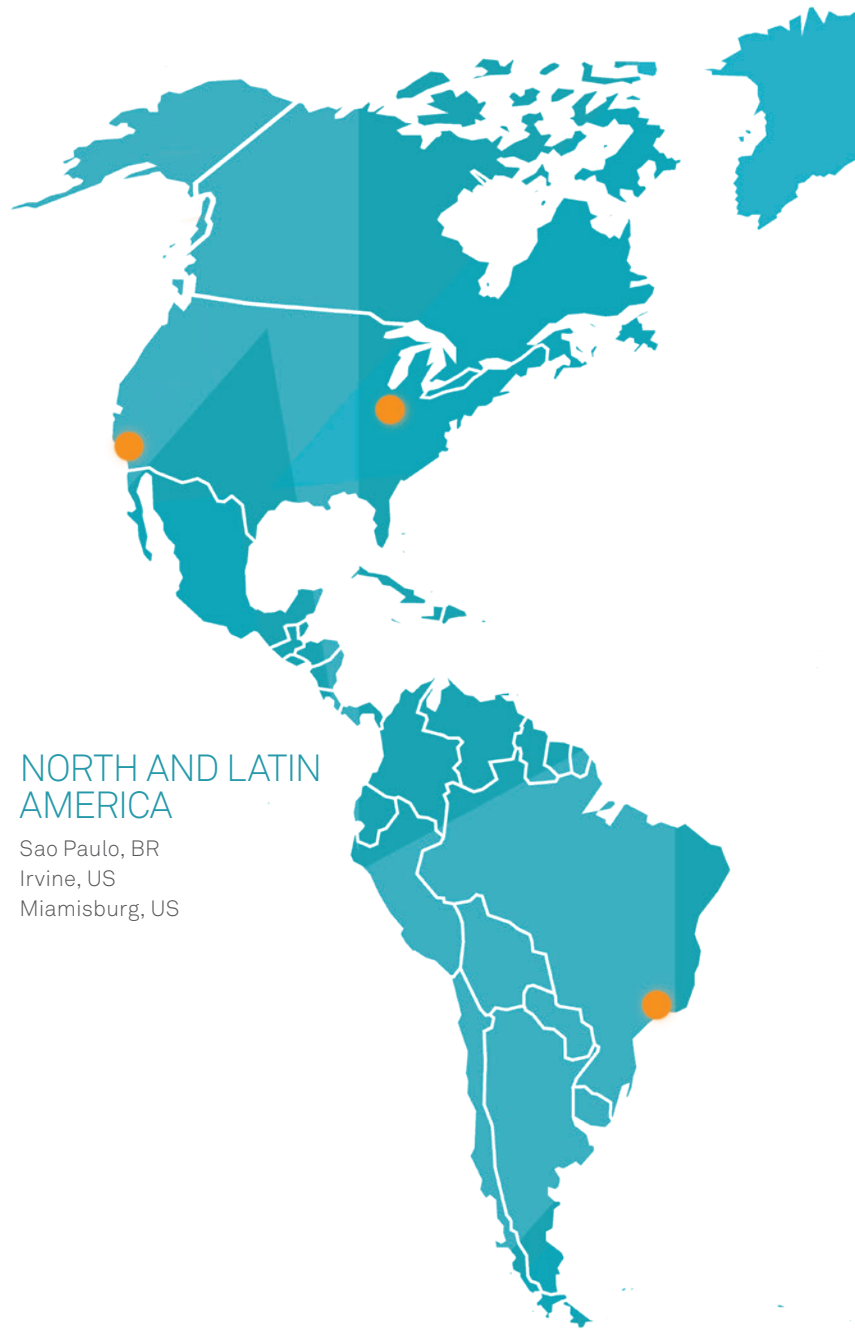 NORTH AND LATIN
AMERICA
Sao Paulo, BR
Irvine, US
Miamisburg, US